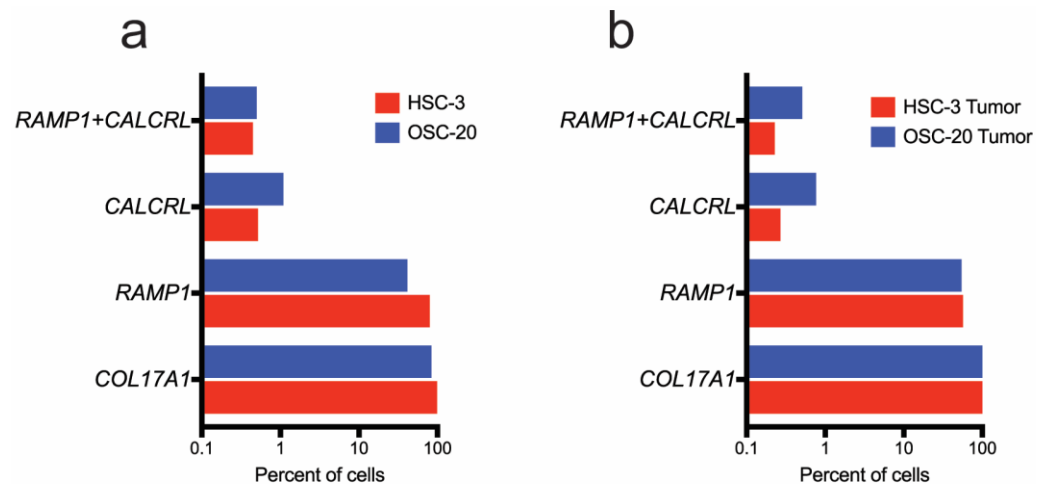 a
RAMP1+CALCRL
CALCRL
RAMP1
COL17A1
HSC-3
OSC-20
0.1 1 10 100
Percent of cells
b
RAMP1+CALCRL
CALCRL
RAMP1
COL17A1
HSC-3 Tumor
OSC-20 Tumor
0.1 1 10 100
Percent of cells